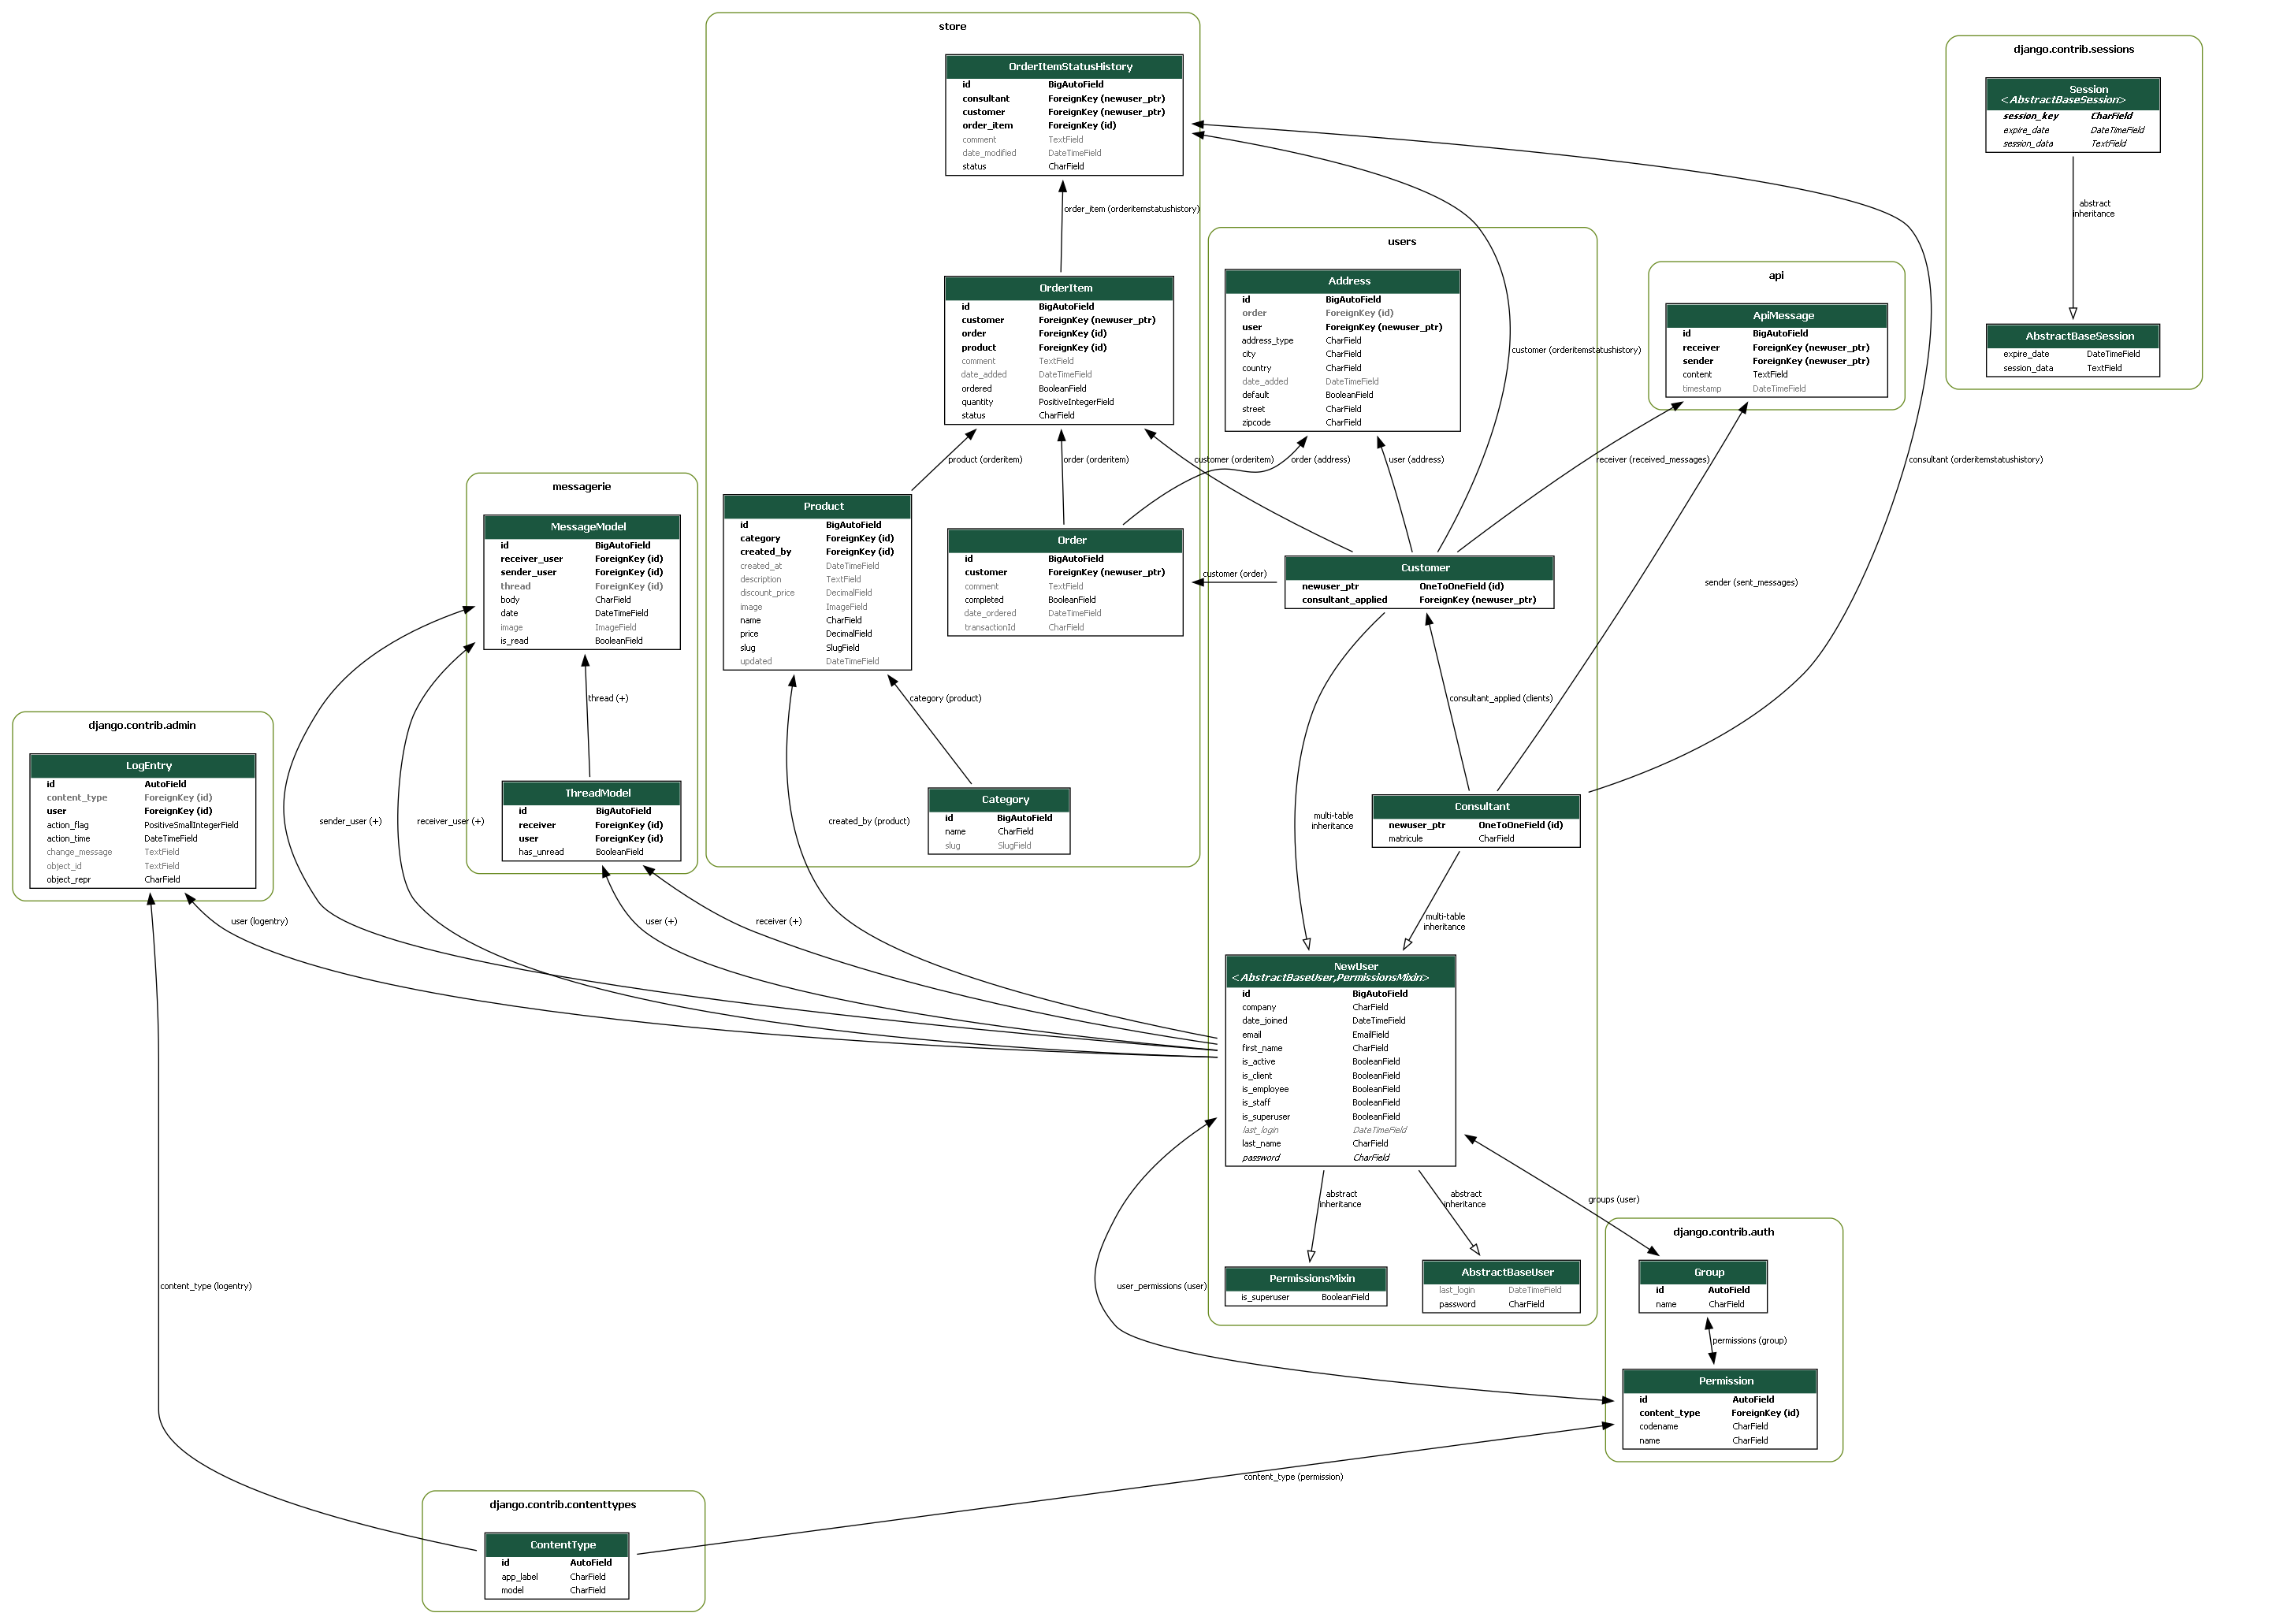 store
OrderItemStatusHistory
id BigAutoField
consultant ForeignKey (newuser_ptr)
customer ForeignKey (newuser_ptr)
order_item ForeignKey (id)
comment TextField
date_modified DateTimeField
status CharField
order_item (orderitemstatushistory)
OrderItem
id BigAutoField
customer ForeignKey (newuser_ptr)
order ForeignKey (id)
product ForeignKey (id)
comment TextField
date_added DateTimeField
ordered BooleanField
quantity PositiveIntegerField
status CharField
product (orderitem)
order (orderitem)
customer (orderitem)
order (address)
Product
id BigAutoField
category ForeignKey (id)
created_by ForeignKey (id)
created_at DateTimeField
description TextField
discount_price DecimalField
image ImageField
name CharField
price DecimalField
slug SlugField
updated DateTimeField
Order
id BigAutoField
customer ForeignKey (newuser_ptr)
comment TextField
completed BooleanField
date_ordered DateTimeField
transactionId CharField
customer (order)
category (product)
created_by (product)
Category
id BigAutoField
name CharField
slug SlugField
users
Address
id BigAutoField
order ForeignKey (id)
user ForeignKey (newuser_ptr)
address_type CharField
city CharField
country CharField
date_added DateTimeField
default BooleanField
street CharField
zipcode CharField
user (address)
customer (orderitemstatushistory)
Customer
newuser_ptr OneToOneField (id)
consultant_applied ForeignKey (newuser_ptr)
consultant_applied (clients)
multi-table
inheritance
Consultant
newuser_ptr OneToOneField (id)
matricule CharField
multi-table
inheritance
NewUser
<AbstractBaseUser,PermissionsMixin>
id BigAutoField
company CharField
date_joined DateTimeField
email EmailField
first_name CharField
is_active BooleanField
is_client BooleanField
is_employee BooleanField
is_staff BooleanField
is_superuser BooleanField
last_login DateTimeField
last_name CharField
password CharField
abstract
inheritance
abstract
inheritance
PermissionsMixin
is_superuser BooleanField
AbstractBaseUser
last_login DateTimeField
password CharField
api
ApiMessage
id BigAutoField
receiver ForeignKey (newuser_ptr)
sender ForeignKey (newuser_ptr)
content TextField
timestamp DateTimeField
receiver (received_messages)
sender (sent_messages)
consultant (orderitemstatushistory)
django.contrib.sessions
Session
<AbstractBaseSession>
session_key CharField
expire_date DateTimeField
session_data TextField
abstract
inheritance
AbstractBaseSession
expire_date DateTimeField
session_data TextField
messagerie
MessageModel
id BigAutoField
receiver_user ForeignKey (id)
sender_user ForeignKey (id)
thread ForeignKey (id)
body CharField
date DateTimeField
image ImageField
is_read BooleanField
thread (+)
ThreadModel
id BigAutoField
receiver ForeignKey (id)
user ForeignKey (id)
has_unread BooleanField
sender_user (+)
receiver_user (+)
user (+)
receiver (+)
django.contrib.admin
LogEntry
id AutoField
content_type ForeignKey (id)
user ForeignKey (id)
action_flag PositiveSmallIntegerField
action_time DateTimeField
change_message TextField
object_id TextField
object_repr CharField
user (logentry)
content_type (logentry)
user_permissions (user)
groups (user)
django.contrib.auth
Group
id AutoField
name CharField
permissions (group)
Permission
id AutoField
content_type ForeignKey (id)
codename CharField
name CharField
content_type (permission)
django.contrib.contenttypes
ContentType
id AutoField
app_label CharField
model CharField